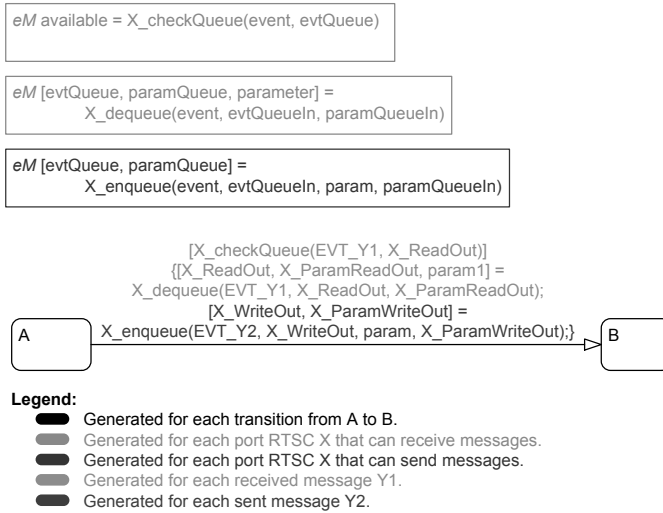 eM available = X_checkQueue(event, evtQueue)
eM [evtQueue, paramQueue, parameter] =
X_dequeue(event, evtQueueIn, paramQueueIn)
eM [evtQueue, paramQueue] =
X_enqueue(event, evtQueueIn, param, paramQueueIn)
[X_checkQueue(EVT_Y1, X_ReadOut)]
{[X_ReadOut, X_ParamReadOut, param1] =
X_dequeue(EVT_Y1, X_ReadOut, X_ParamReadOut);
[X_WriteOut, X_ParamWriteOut] =
X_enqueue(EVT_Y2, X_WriteOut, param, X_ParamWriteOut);}
A
B
Legend:
Generated for each transition from A to B.
Generated for each port RTSC X that can receive messages.
Generated for each port RTSC X that can send messages.
Generated for each received message Y1.
Generated for each sent message Y2.